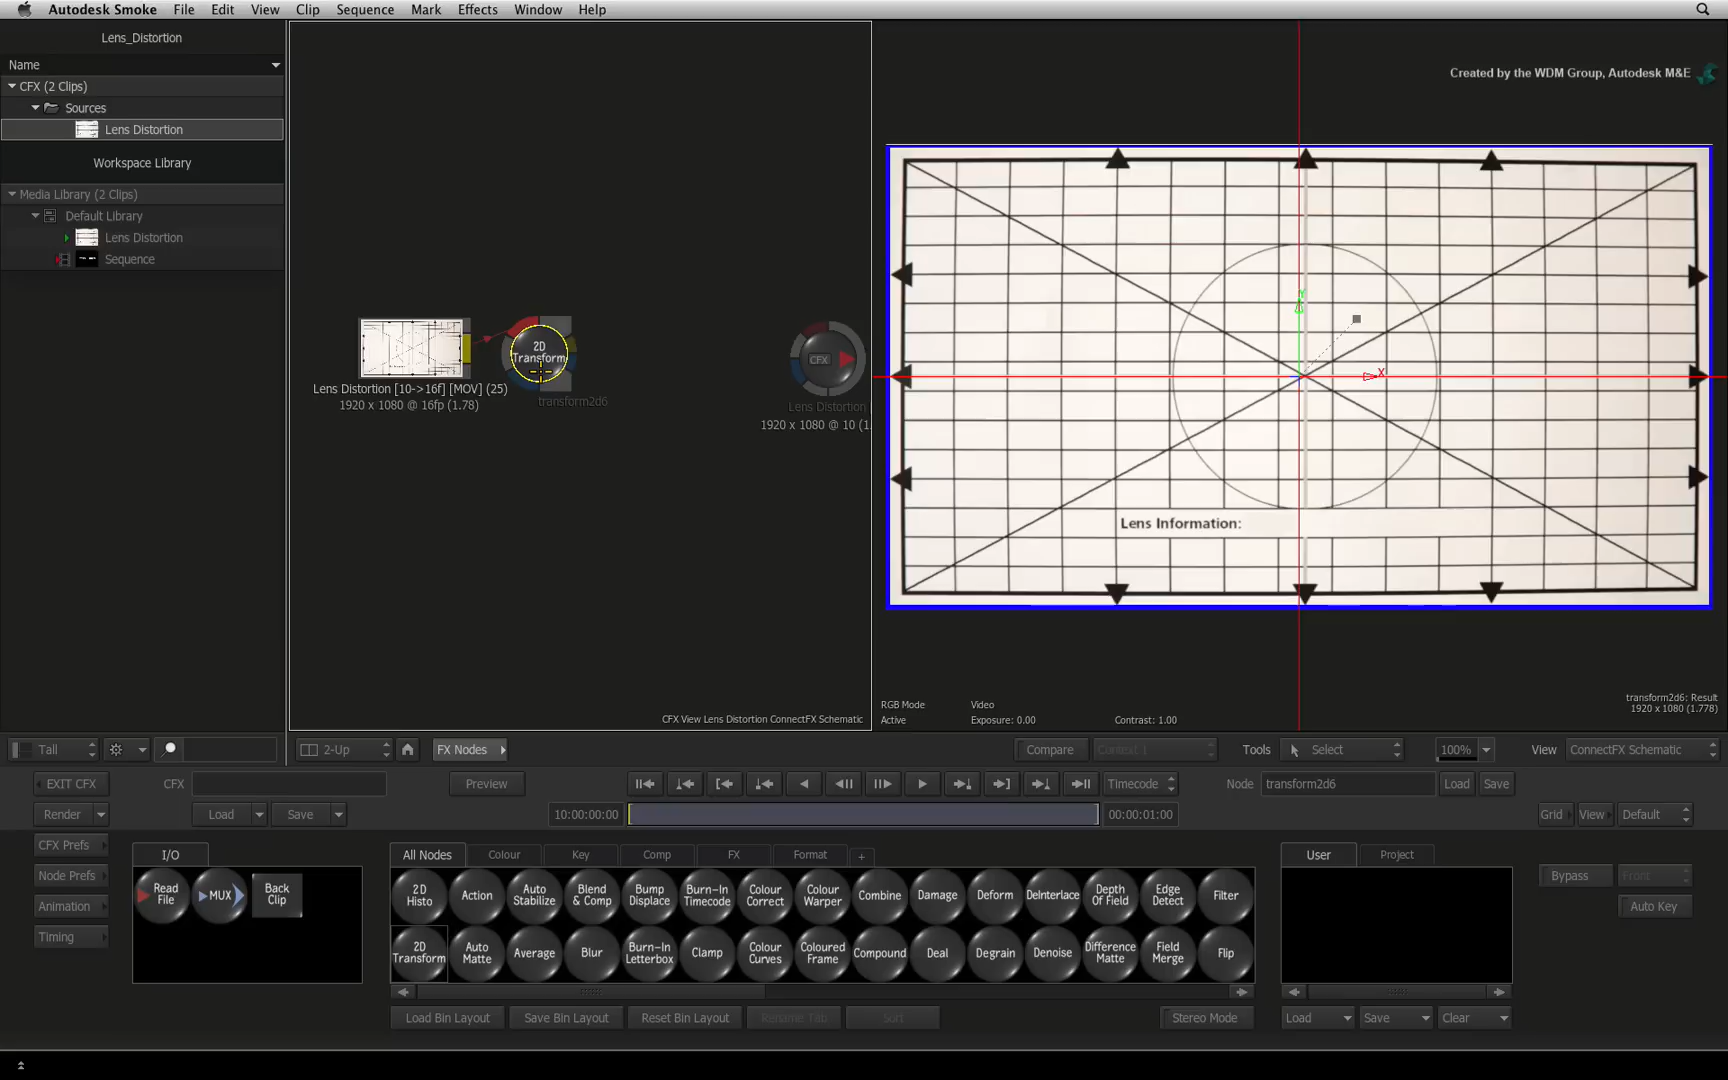 Autodesk Smoke File Edit View Clip Sequence Mark Effects Window Help
Lens_Distortion
Name
CFX (2 Clips)
Sources
Lens Distortion
Workspace Library
Media Library (2 Clips)
Default Library
Lens Distortion
Sequence
2D
Transform
Lens Distortion [10->16f] [MOV] (25)
1920 x 1080 @ 16fp (1.78)
transform2d6
CFX
Lens Distortion
1920 x 1080 @ 10 (1.
CFX View Lens Distortion ConnectFX Schematic
Created by the WDM Group, Autodesk M&E
Y
X
Lens Information:
RGB Mode Video
Active Exposure: 0.00 Contrast: 1.00
transform2d6: Result
1920 x 1080 (1.778)
Tall 2-Up FX Nodes Compare Context 1 Tools Select 100% View ConnectFX Schematic
EXIT CFX CFX Preview Timecode Node transform2d6 Load Save
Render Load Save 10:00:00:00 00:00:01:00 Grid View Default
CFX Prefs
Node Prefs
Animation
Timing
I/O
Read
File
MUX
Back
Clip
All Nodes Colour Key Comp FX Format +
2D
Histo
Action
Auto
Stabilize
Blend
& Comp
Bump
Displace
Burn-In
Timecode
Colour
Correct
Colour
Warper
Combine
Damage
Deform
DeInterlace
Depth
Of Field
Edge
Detect
Filter
2D
Transform
Auto
Matte
Average
Blur
Burn-In
Letterbox
Clamp
Colour
Curves
Coloured
Frame
Compound
Deal
Degrain
Denoise
Difference
Matte
Field
Merge
Flip
Load Bin Layout Save Bin Layout Reset Bin Layout Rename Tab Sort Stereo Mode
User Project
Load Save Clear
Bypass Front
Auto Key